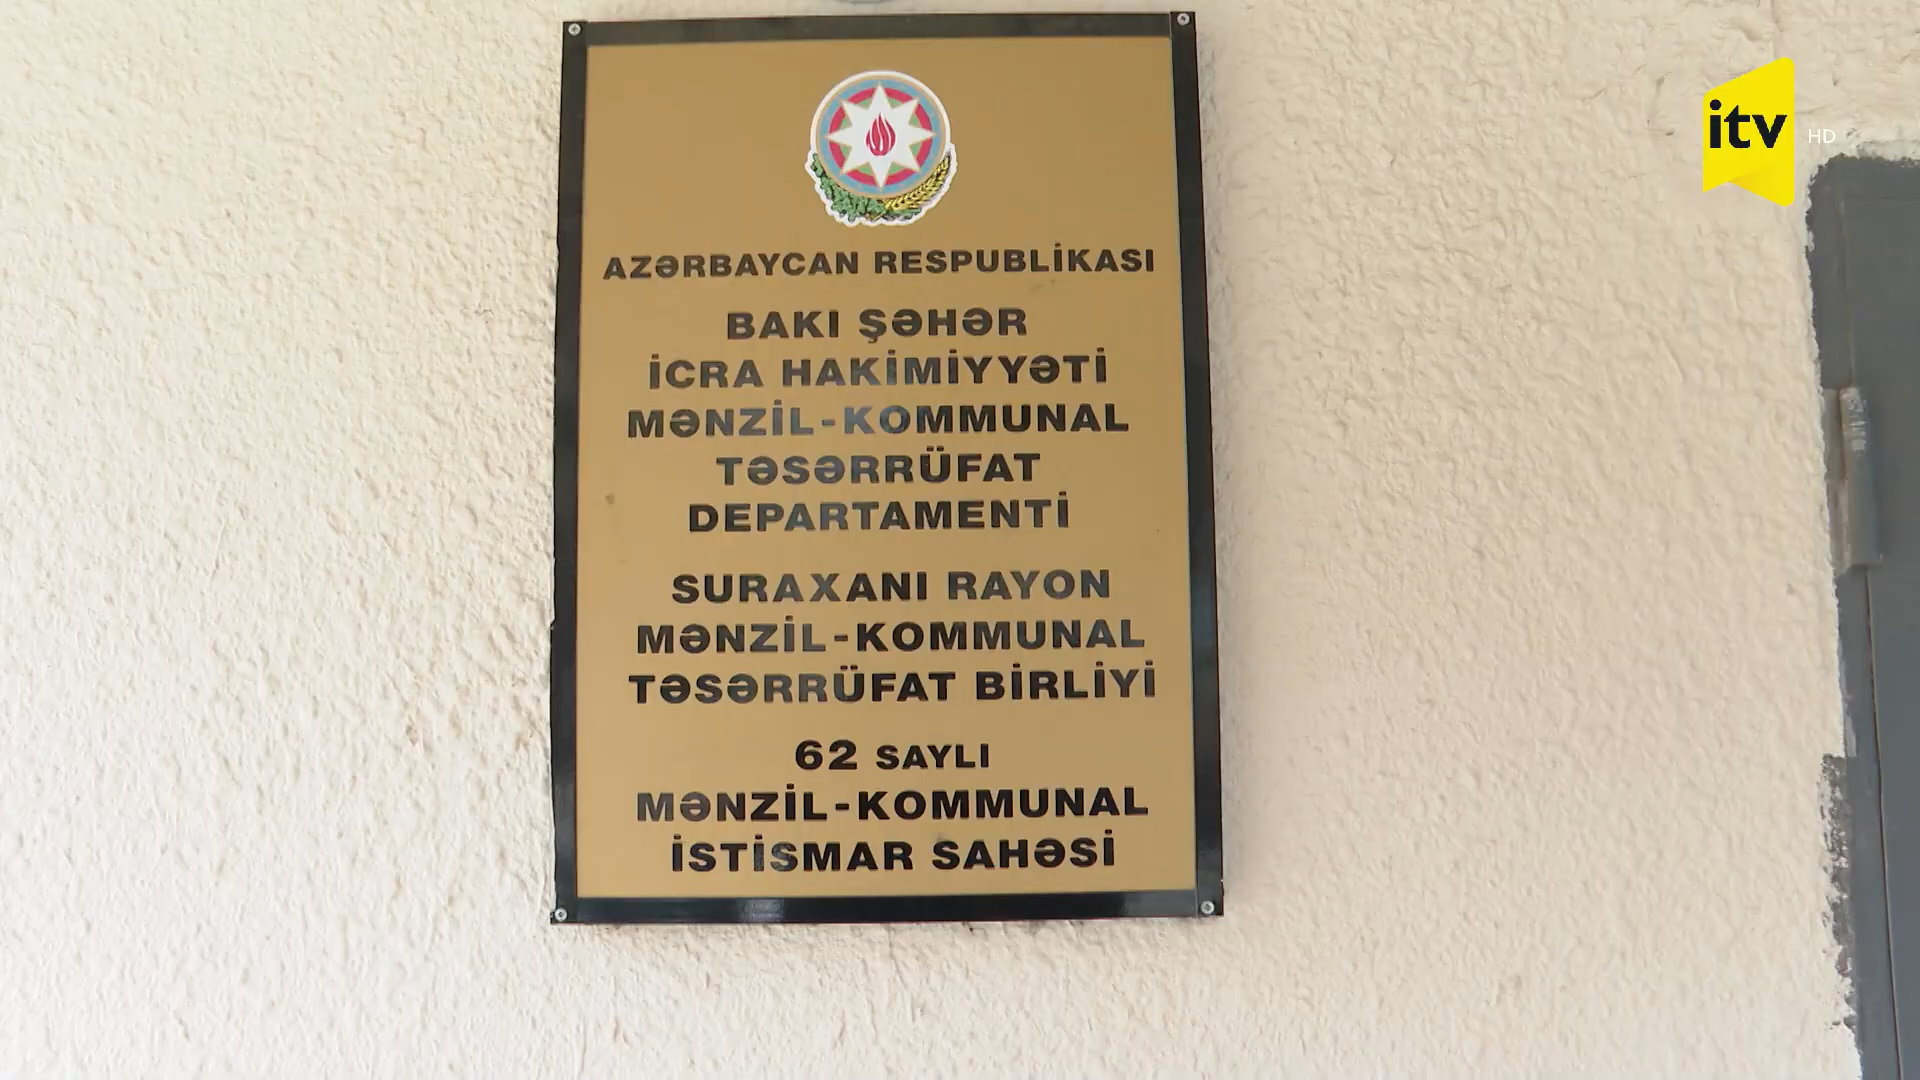 AZƏRBAYCAN RESPUBLİKASI
BAKI ŞƏHƏR
İCRA HAKİMİYYƏTİ
MƏNZİL-KOMMUNAL
TƏSƏRRÜFAT
DEPARTAMENTİ
SURAXANI RAYON
MƏNZİL-KOMMUNAL
TƏSƏRRÜFAT BİRLİYİ
62 SAYLI
MƏNZİL-KOMMUNAL
İSTİSMAR SAHƏSİ
itv HD